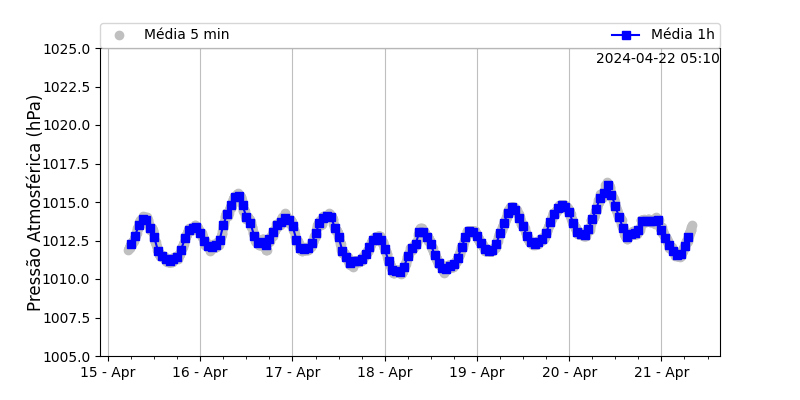 Média 5 min
Média 1h
2024-04-22 05:10
Pressão Atmosférica (hPa)
1025.0
1022.5
1020.0
1017.5
1015.0
1012.5
1010.0
1007.5
1005.0
15 - Apr
16 - Apr
17 - Apr
18 - Apr
19 - Apr
20 - Apr
21 - Apr